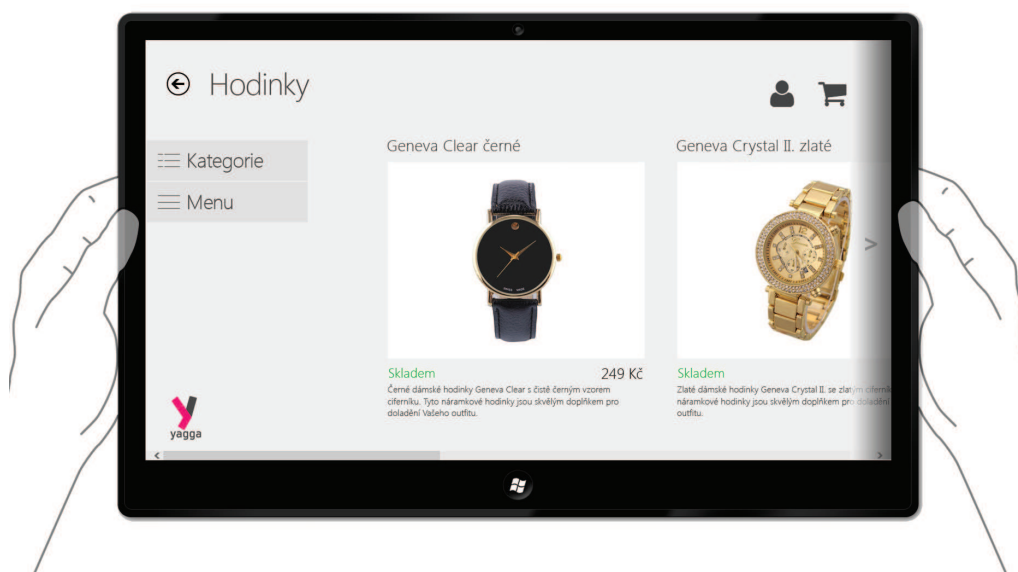 Hodinky
Kategorie
Menu
Geneva Clear černé
Skladem 249 Kč
Černé dámské hodinky Geneva Clear s čistě černým vzorem
ciferníku. Tyto náramkové hodinky jsou skvělým doplňkem pro
doladění Vašeho outfitu.
Geneva Crystal II. zlaté
Skladem
Zlaté dámské hodinky Geneva Crystal II. se zlatým ciferní
náramkové hodinky jsou skvělým doplňkem pro doladění
outfitu.
yagga